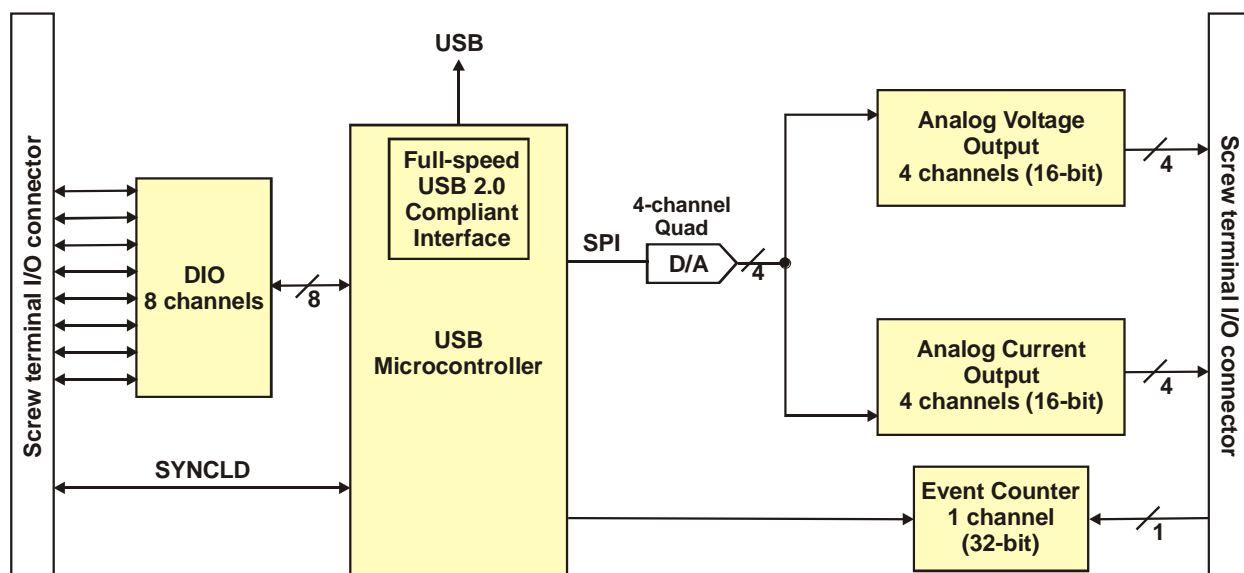 Screw terminal I/O connector
DIO
8 channels
8
SYNCLD
USB
Full-speed
USB 2.0
Compliant
Interface
USB
Microcontroller
SPI
4-channel
Quad
D/A
4
Analog Voltage
Output
4 channels (16-bit)
4
Analog Current
Output
4 channels (16-bit)
4
Event Counter
1 channel
(32-bit)
1
Screw terminal I/O connector